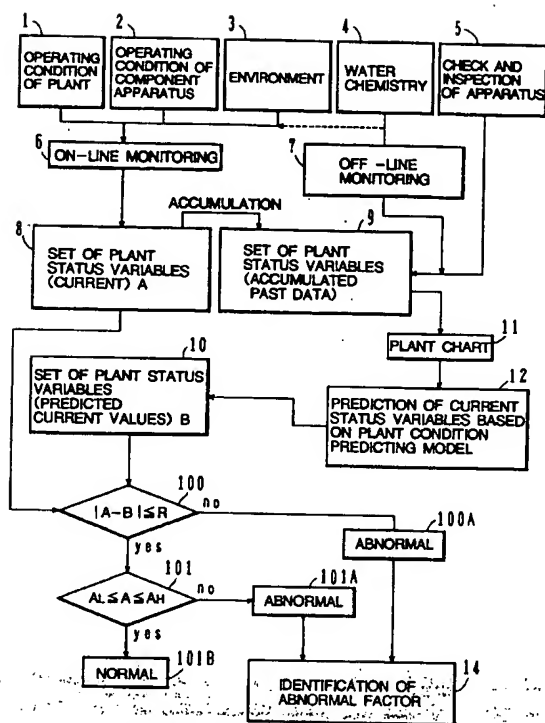 1
OPERATING
CONDITION
OF PLANT
2
OPERATING
CONDITION OF
COMPONENT
APPARATUS
3
ENVIRONMENT
4
WATER
CHEMISTRY
5
CHECK AND
INSPECTION
OF APPARATUS
6
ON-LINE MONITORING
7
OFF -LINE
MONITORING
ACCUMULATION
8
SET OF PLANT
STATUS VARIABLES
(CURRENT) A
9
SET OF PLANT
STATUS VARIABLES
(ACCUMULATED
PAST DATA)
10
SET OF PLANT STATUS
VARIABLES
(PREDICTED
CURRENT VALUES) B
11
PLANT CHART
12
PREDICTION OF CURRENT
STATUS VARIABLES BASED
ON PLANT CONDITION
PREDICTING MODEL
100
|A-B|≦R
no
yes
100A
ABNORMAL
101
AL≦A≦AH
no
yes
101A
ABNORMAL
NORMAL
101B
14
IDENTIFICATION OF
ABNORMAL FACTOR